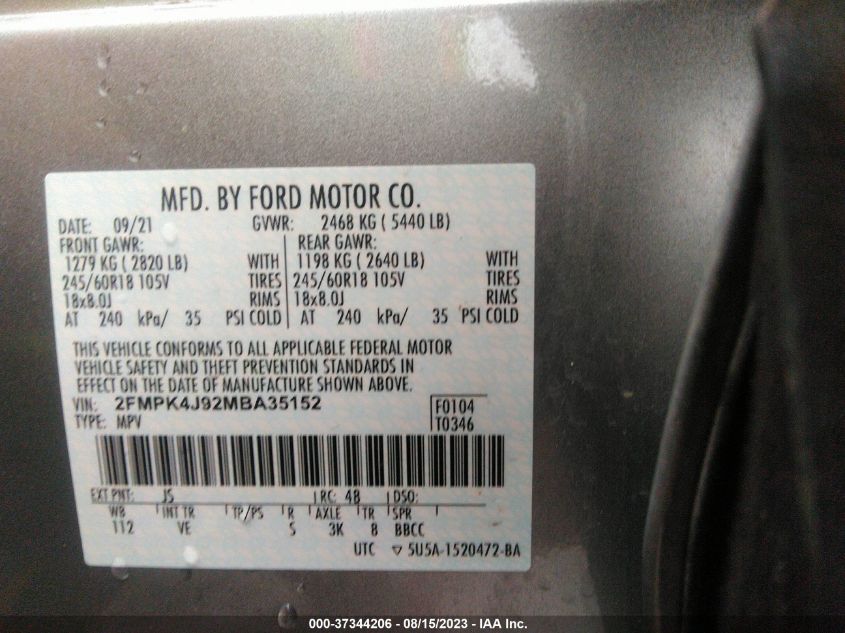 MFD. BY FORD MOTOR CO.
DATE: 09/21 GVWR: 2468 KG ( 5440 LB)
FRONT GAWR: REAR GAWR:
1279 KG ( 2820 LB) WITH 1198 KG ( 2640 LB) WITH
245/60R18 105V TIRES 245/60R18 105V TIRES
18x8.0J RIMS 18x8.0J RIMS
AT 240 kPa/ 35 PSI COLD AT 240 kPa/ 35 PSI COLD
THIS VEHICLE CONFORMS TO ALL APPLICABLE FEDERAL MOTOR
VEHICLE SAFETY AND THEFT PREVENTION STANDARDS IN
EFFECT ON THE DATE OF MANUFACTURE SHOWN ABOVE.
VIN: 2FMPK4J92MBA35152 F0104
TYPE: MPV T0346
EXT PNT: JS RC: 48 DSO:
WB INT TR TP/PS R AXLE TR SPR
112 VE S 3K 8 BBCC
UTC 5U5A-1520472-BA
000-37344206 - 08/15/2023 - IAA Inc.